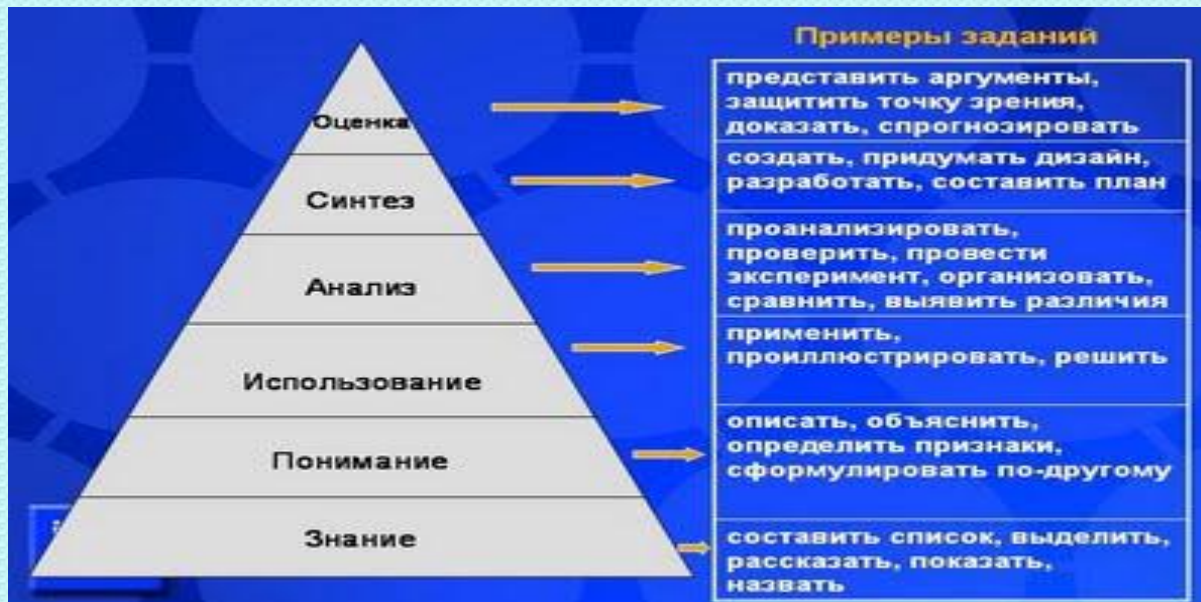 Примеры заданий
Оценка
представить аргументы,
защитить точку зрения,
доказать, спрогнозировать
Синтез
создать, придумать дизайн,
разработать, составить план
Анализ
проанализировать,
проверить, провести
эксперимент, организовать,
сравнить, выявить различия
Использование
применить,
проиллюстрировать, решить
Понимание
описать, объяснить,
определить признаки,
сформулировать по-другому
Знание
составить список, выделить,
рассказать, показать,
назвать